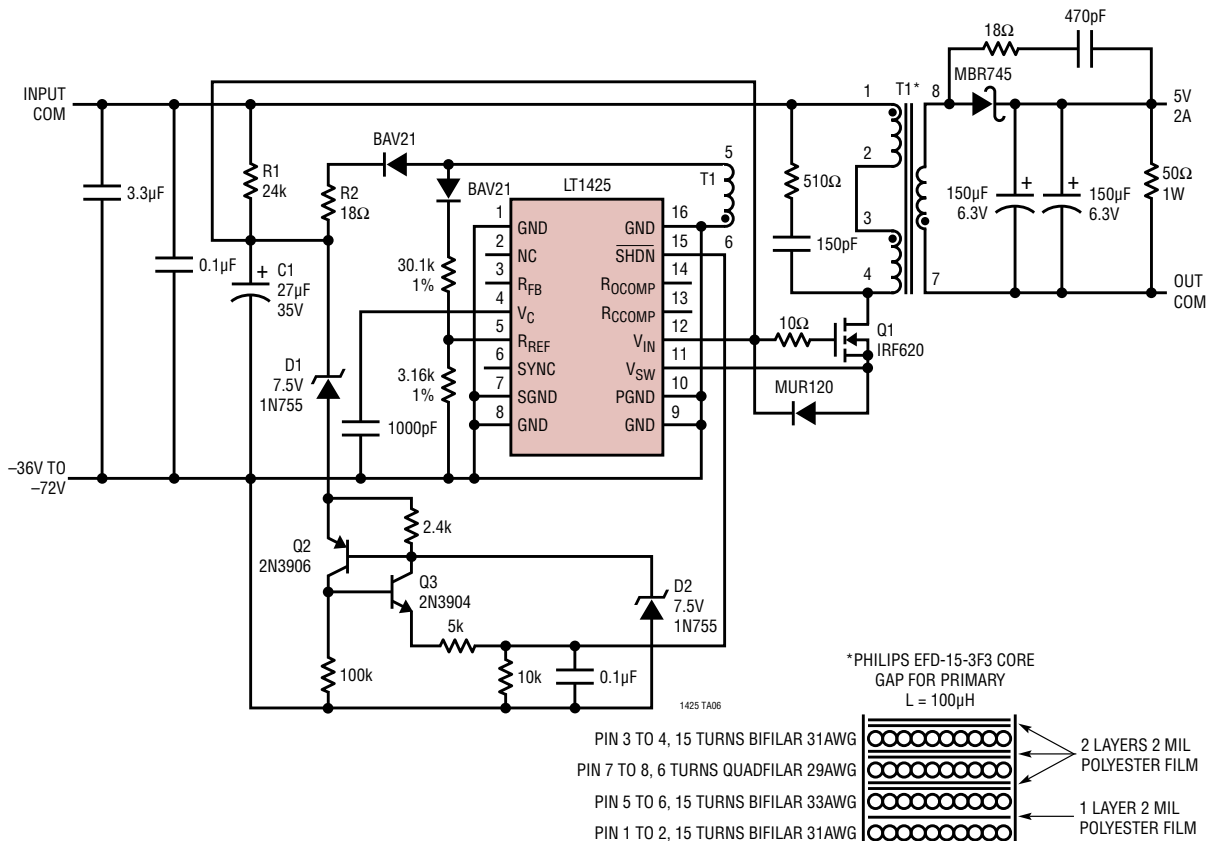 18Ω
470pF
INPUT
COM
BAV21
BAV21
R1
24k
R2
18Ω
3.3µF
0.1µF
+
C1
27µF
35V
30.1k
1%
3.16k
1%
1000pF
D1
7.5V
1N755
–36V TO
–72V
LT1425
1 GND
2 NC
3 RFB
4 VC
5 RREF
6 SYNC
7 SGND
8 GND
16 GND
15 SHDN
14 ROCOMP
13 RCCOMP
12 VIN
11 VSW
10 PGND
9 GND
5
T1
6
510Ω
150pF
1
2
3
4
T1*
8
7
MBR745
150µF
6.3V
+
+
150µF
6.3V
50Ω
1W
5V
2A
OUT
COM
10Ω
Q1
IRF620
MUR120
2.4k
Q2
2N3906
Q3
2N3904
5k
100k
10k
0.1µF
D2
7.5V
1N755
1425 TA06
*PHILIPS EFD-15-3F3 CORE
GAP FOR PRIMARY
L = 100µH
PIN 3 TO 4, 15 TURNS BIFILAR 31AWG
PIN 7 TO 8, 6 TURNS QUADFILAR 29AWG
PIN 5 TO 6, 15 TURNS BIFILAR 33AWG
PIN 1 TO 2, 15 TURNS BIFILAR 31AWG
2 LAYERS 2 MIL
POLYESTER FILM
1 LAYER 2 MIL
POLYESTER FILM